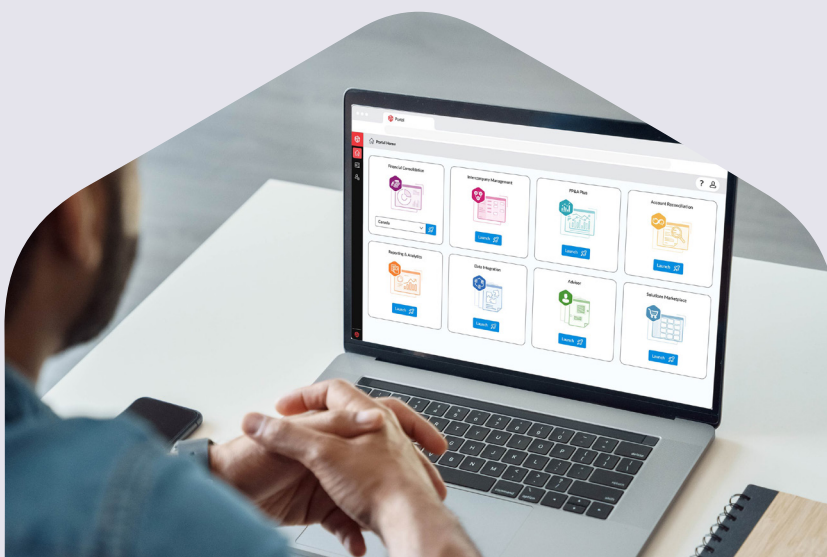 Portal
Portal Home
?
Financial Consolidation
Intercompany Management
FP&A Plus
Account Reconciliation
Canada
Launch
Launch
Launch
Reporting & Analytics
Data Integration
Advisor
Solutions Marketplace
Launch
Launch
Launch
Launch